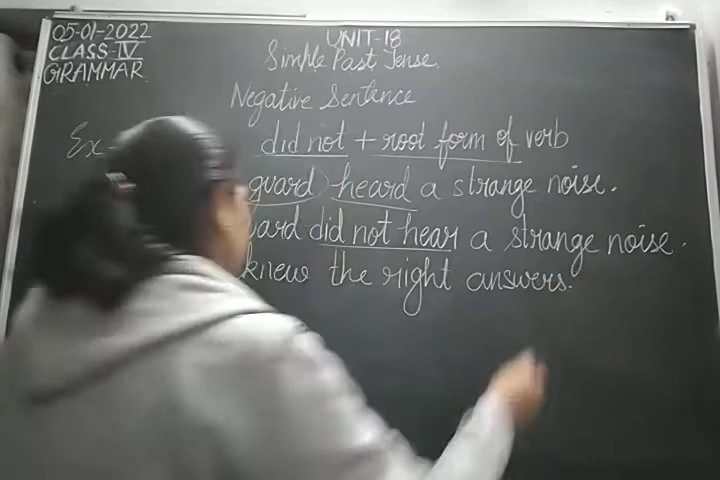 05-01-2022
CLASS-IV
GRAMMAR
UNIT-18
Simple Past Tense.
Negative Sentence
Ex-
did not + root form of verb
guard heard a strange noise.
did not hear a strange noise.
knew the right answers.